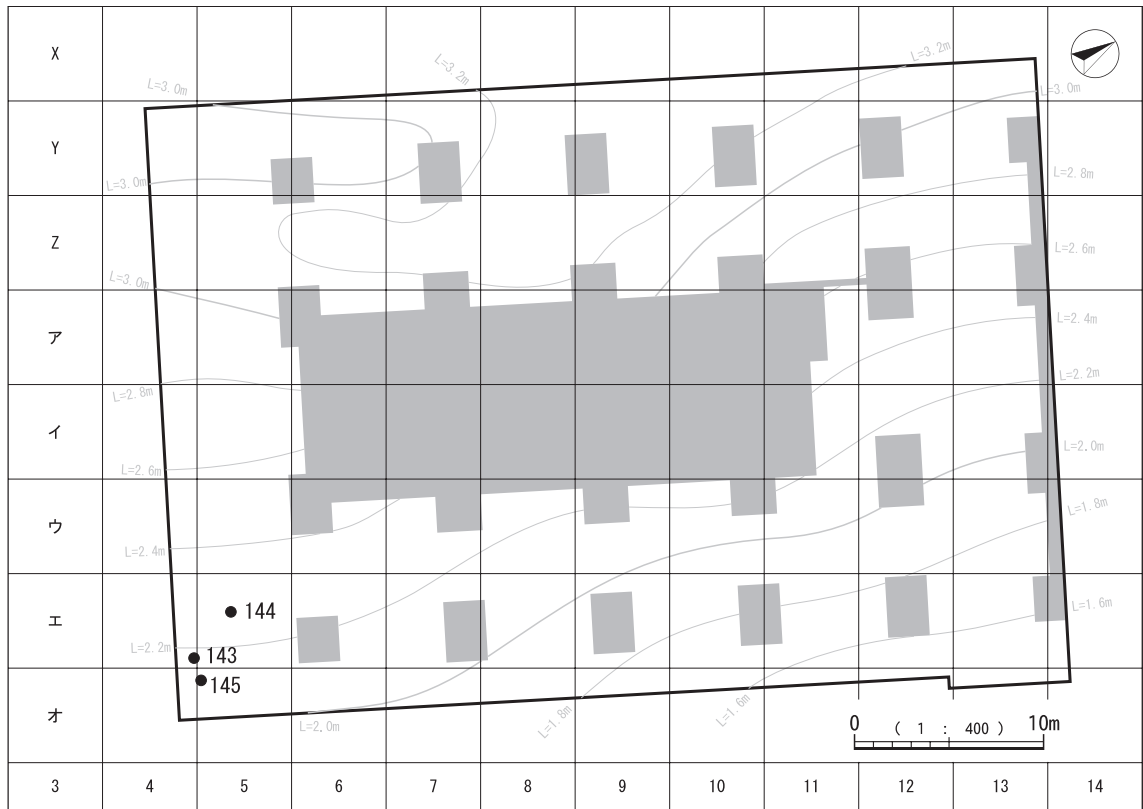 X
L=3.0m
L=3.2m
L=3.2m
L=3.0m
Y
L=3.0m
L=2.8m
Z
L=3.0m
L=2.6m
ア
L=2.4m
L=2.8m
L=2.2m
イ
L=2.6m
L=2.0m
ウ
L=2.4m
L=1.8m
エ
144
L=1.6m
L=2.2m
143
145
オ
L=2.0m
L=1.8m
L=1.6m
0 ( 1 : 400 ) 10m
3 4 5 6 7 8 9 10 11 12 13 14